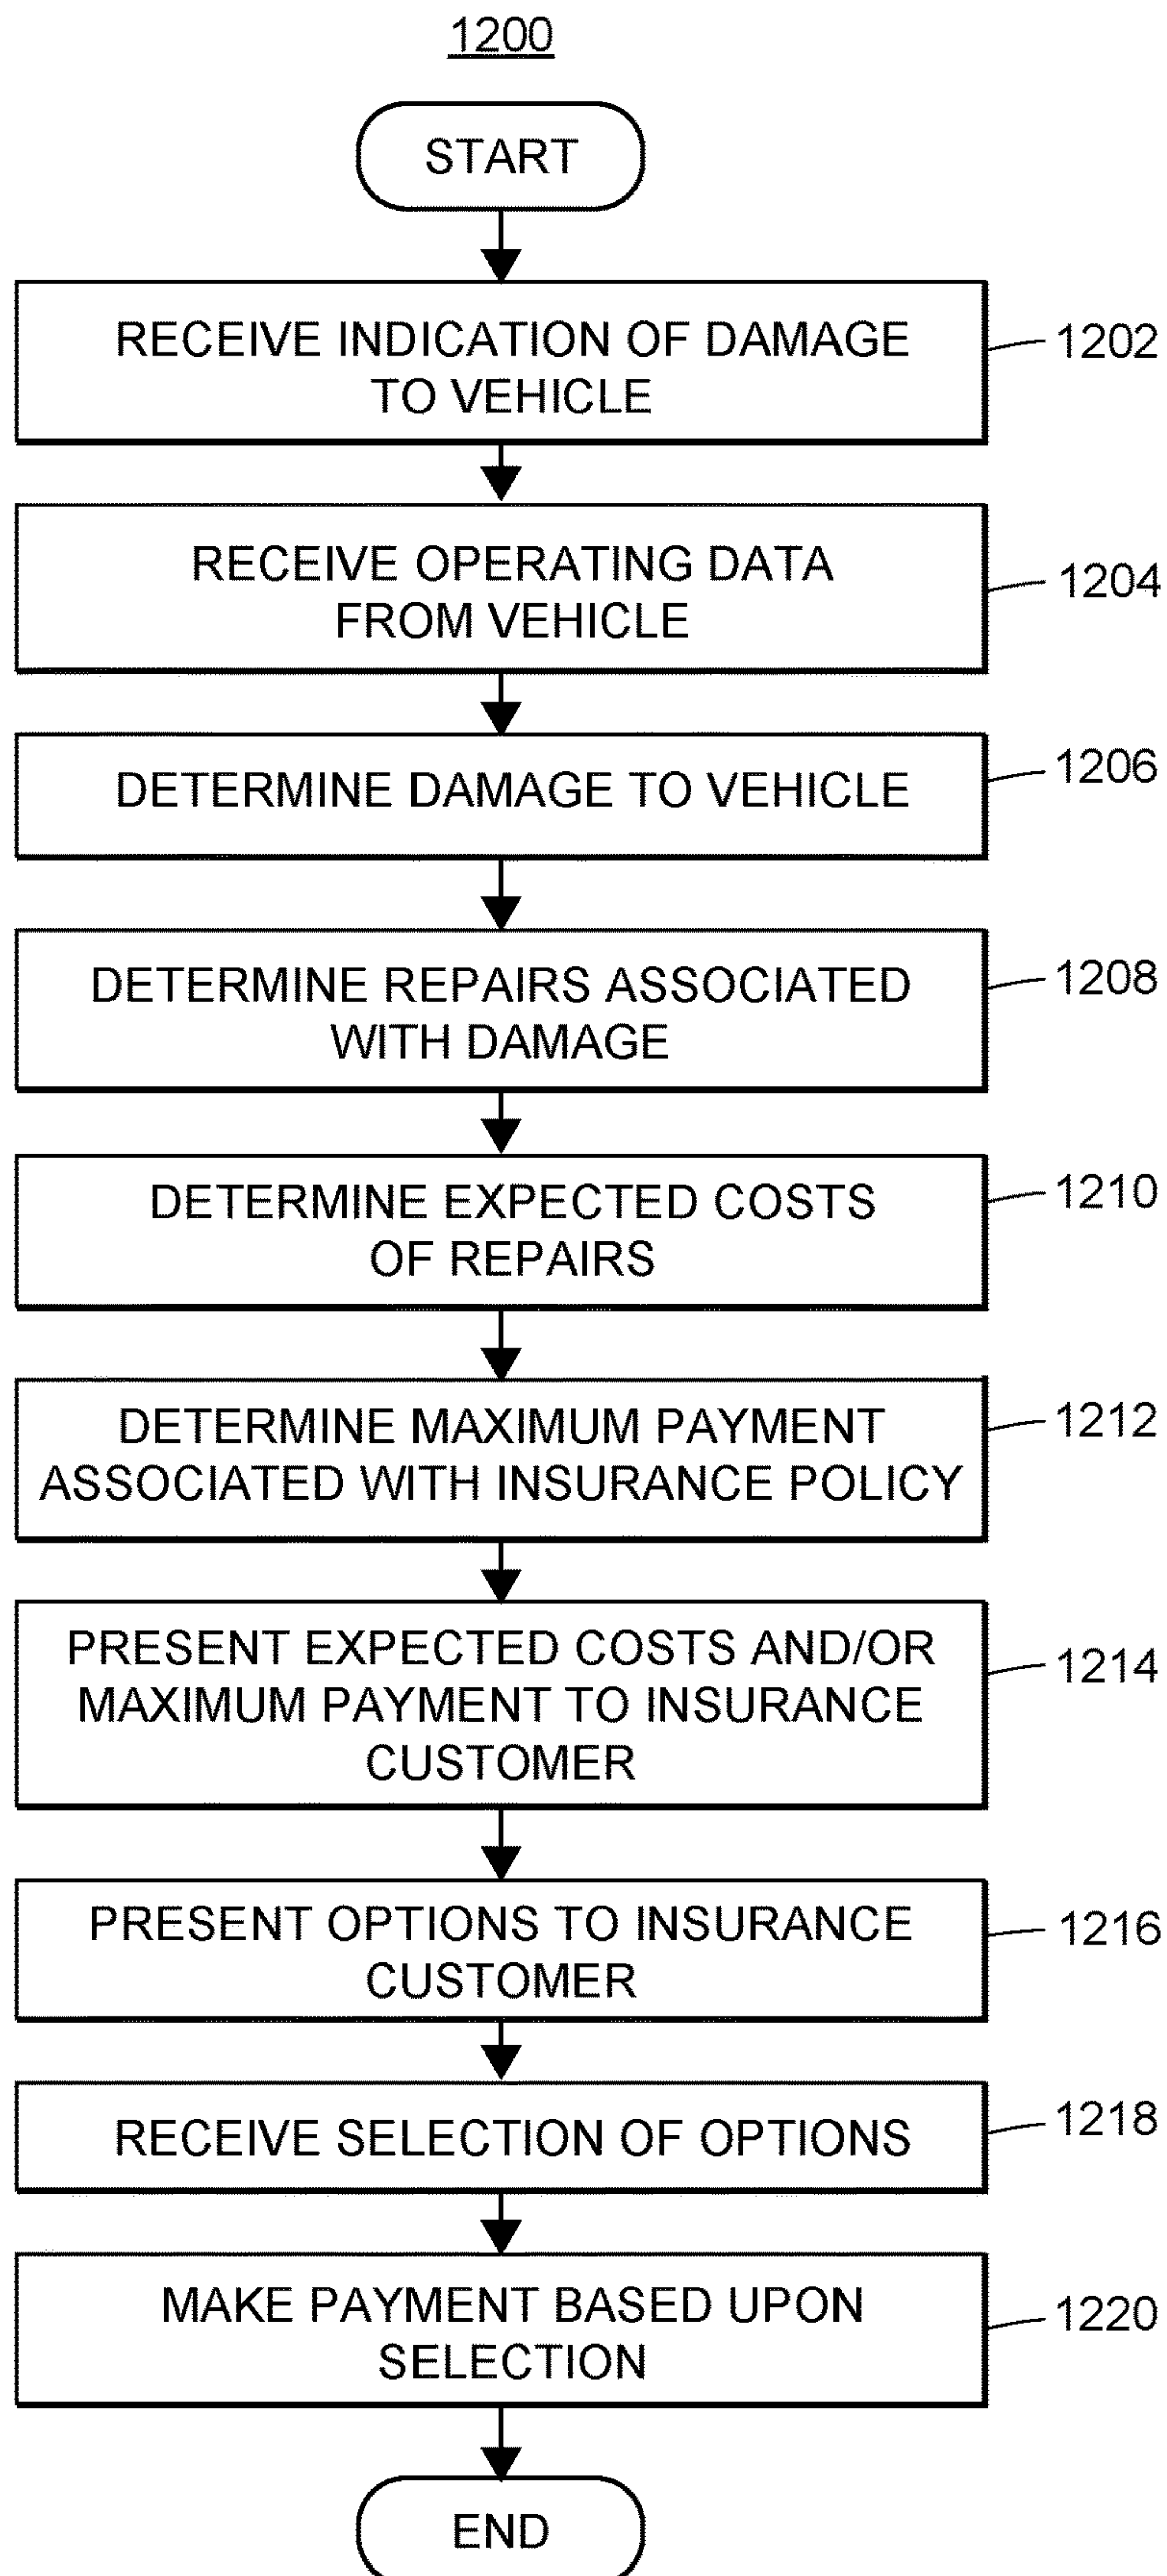 1200
START
RECEIVE INDICATION OF DAMAGE
TO VEHICLE
1202
RECEIVE OPERATING DATA
FROM VEHICLE
1204
DETERMINE DAMAGE TO VEHICLE
1206
DETERMINE REPAIRS ASSOCIATED
WITH DAMAGE
1208
DETERMINE EXPECTED COSTS
OF REPAIRS
1210
DETERMINE MAXIMUM PAYMENT
ASSOCIATED WITH INSURANCE POLICY
1212
PRESENT EXPECTED COSTS AND/OR
MAXIMUM PAYMENT TO INSURANCE
CUSTOMER
1214
PRESENT OPTIONS TO INSURANCE
CUSTOMER
1216
RECEIVE SELECTION OF OPTIONS
1218
MAKE PAYMENT BASED UPON
SELECTION
1220
END